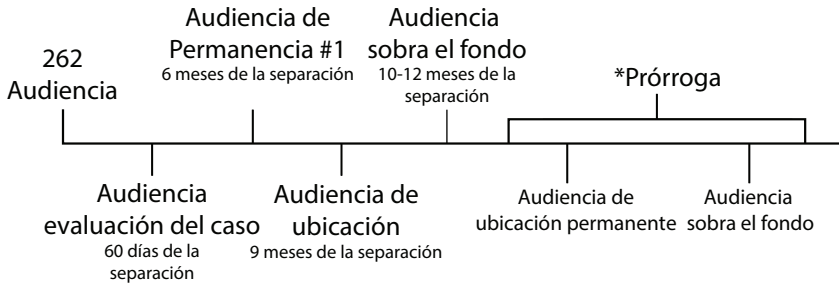 262
Audiencia
Audiencia
evaluación del caso
60 días de la
separación
Audiencia de
Permanencia #1
6 meses de la separación
Audiencia de
ubicación
9 meses de la separación
Audiencia
sobra el fondo
10-12 meses de la
separación
*Prórroga
Audiencia de
ubicación permanente
Audiencia
sobra el fondo